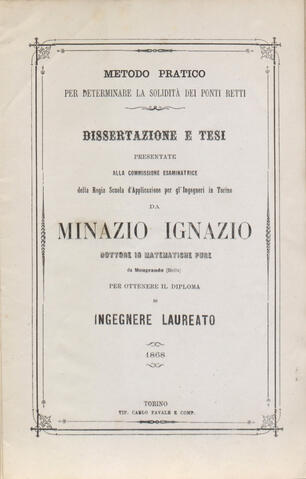 METODO PRATICO
PER DETERMINARE LA SOLIDITÀ DEI PONTI RETTI
DISSERTAZIONE E TESI
PRESENTATE
ALLA COMMISSIONE ESAMINATRICE
della Regia Scuola d'Applicazione per gl'Ingegneri in Torino
DA
MINAZIO IGNAZIO
DOTTORE IN MATEMATICHE PURE
da Mongrando (Biella)
PER OTTENERE IL DIPLOMA
DI
INGEGNERE LAUREATO
1868
TORINO
TIP. CARLO FAVALE E COMP.